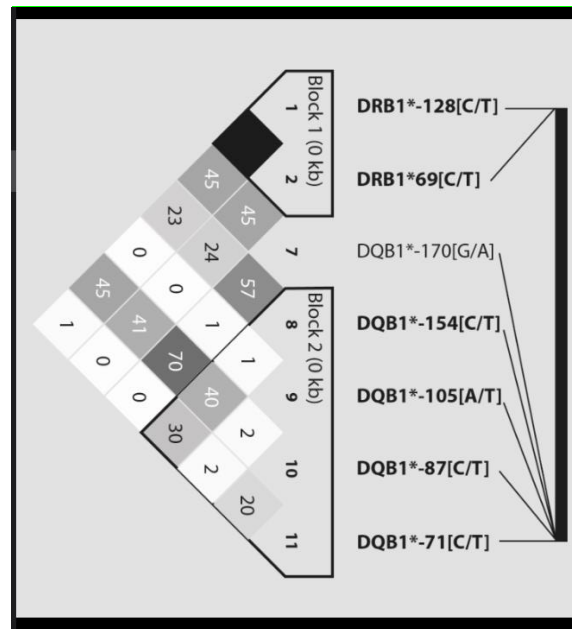 DRB1*-128[C/T]
DRB1*69[C/T]
DQB1*-170[G/A]
DQB1*-154[C/T]
DQB1*-105[A/T]
DQB1*-87[C/T]
DQB1*-71[C/T]
Block 1 (0 kb)
Block 2 (0 kb)
1 2 7 8 9 10 11
45 57 1 2 20
45 24 1 40 2
23 0 70 30
0 41 0
45 0
1